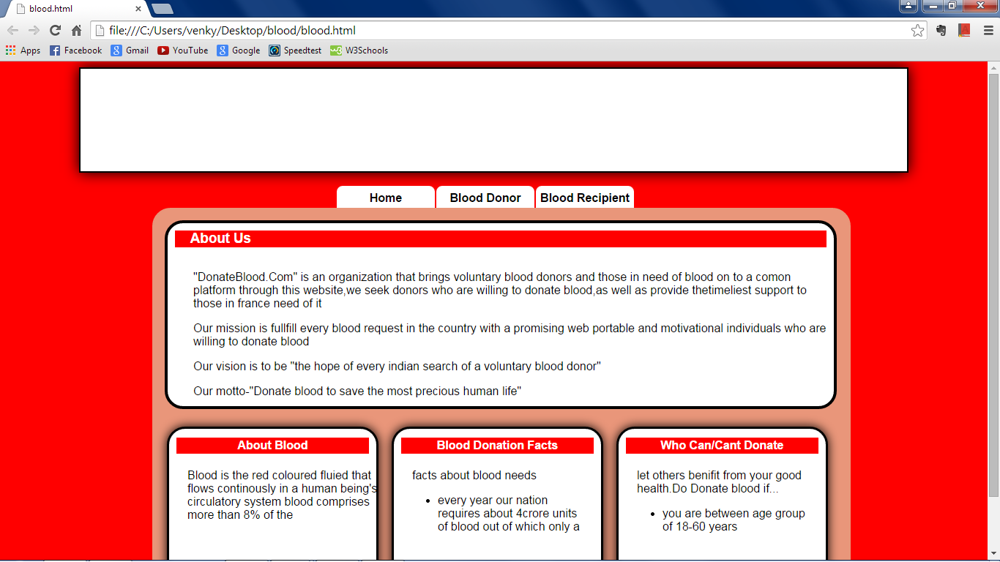 blood.html
file:///C:/Users/venky/Desktop/blood/blood.html
Apps Facebook Gmail YouTube Google Speedtest W3Schools
Home Blood Donor Blood Recipient
About Us
"DonateBlood.Com" is an organization that brings voluntary blood donors and those in need of blood on to a comon
platform through this website,we seek donors who are willing to donate blood,as well as provide thetimeliest support to
those in france need of it
Our mission is fullfill every blood request in the country with a promising web portable and motivational individuals who are
willing to donate blood
Our vision is to be "the hope of every indian search of a voluntary blood donor"
Our motto-"Donate blood to save the most precious human life"
About Blood
Blood is the red coloured fluied that
flows continously in a human being's
circulatory system blood comprises
more than 8% of the
Blood Donation Facts
facts about blood needs
• every year our nation
requires about 4crore units
of blood out of which only a
Who Can/Cant Donate
let others benifit from your good
health.Do Donate blood if...
• you are between age group
of 18-60 years